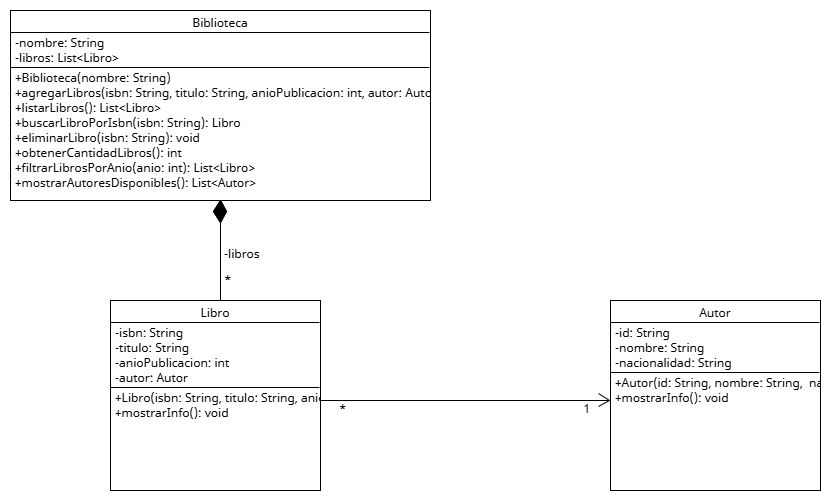 Biblioteca
-nombre: String
-libros: List<Libro>
+Biblioteca(nombre: String)
+agregarLibros(isbn: String, titulo: String, anioPublicacion: int, autor: Auto
+listarLibros(): List<Libro>
+buscarLibroPorIsbn(isbn: String): Libro
+eliminarLibro(isbn: String): void
+obtenerCantidadLibros(): int
+filtrarLibrosPorAnio(anio: int): List<Libro>
+mostrarAutoresDisponibles(): List<Autor>
-libros
*
Libro
-isbn: String
-titulo: String
-anioPublicacion: int
-autor: Autor
+Libro(isbn: String, titulo: String, ani
+mostrarInfo(): void
*
1
Autor
-id: String
-nombre: String
-nacionalidad: String
+Autor(id: String, nombre: String, na
+mostrarInfo(): void